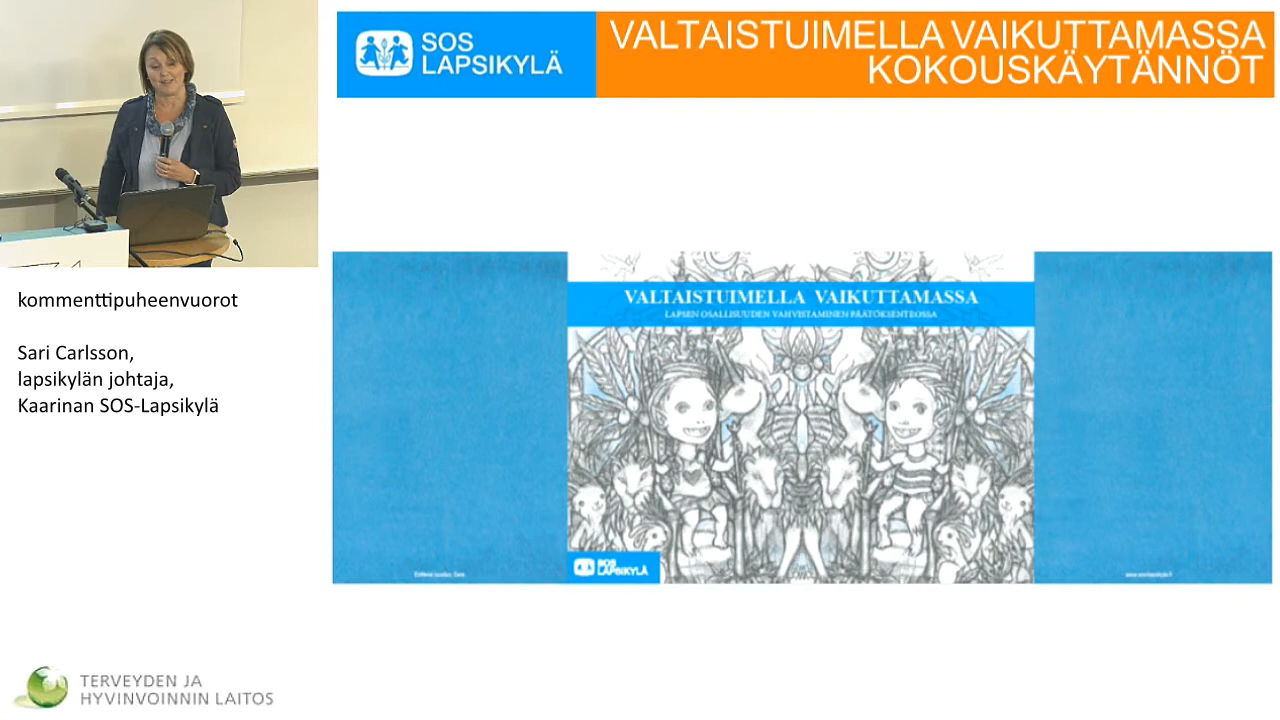 SOS
LAPSIKYLÄ
VALTAISTUIMELLA VAIKUTTAMASSA
KOKOUSKÄYTÄNNÖT
kommenttipuheenvuorot
Sari Carlsson,
lapsikylän johtaja,
Kaarinan SOS-Lapsikylä
VALTAISTUIMELLA VAIKUTTAMASSA
LAPSEN OSALLISUUDEN VAHVISTAMINEN PÄÄTÖKSENTEOSSA
SOS
LAPSIKYLÄ
TERVEYDEN JA
HYVINVOINNIN LAITOS